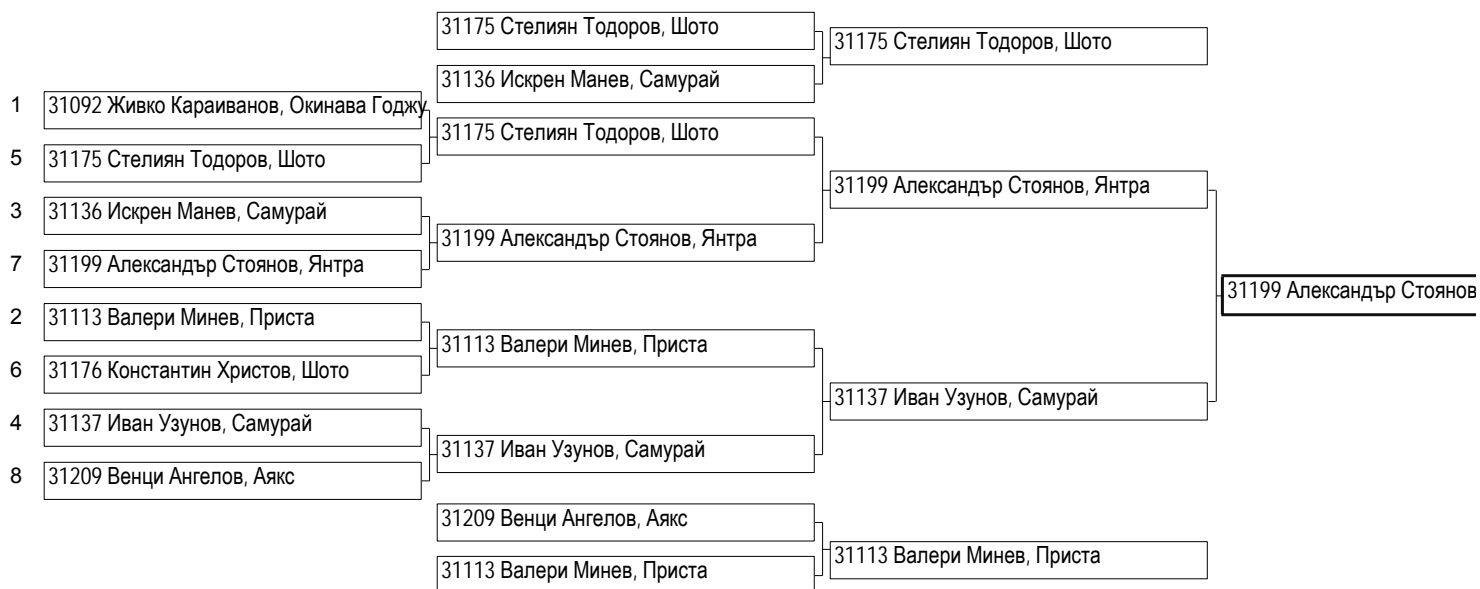 31175 Стелиян Тодоров, Шото
31136 Искрен Манев, Самурай
31175 Стелиян Тодоров, Шото
1 31092 Живко Караиванов, Окинава Годжу
5 31175 Стелиян Тодоров, Шото
3 31136 Искрен Манев, Самурай
7 31199 Александър Стоянов, Янтра
2 31113 Валери Минев, Приста
6 31176 Константин Христов, Шото
4 31137 Иван Узунов, Самурай
8 31209 Венци Ангелов, Аякс
31175 Стелиян Тодоров, Шото
31199 Александър Стоянов, Янтра
31113 Валери Минев, Приста
31137 Иван Узунов, Самурай
31199 Александър Стоянов, Янтра
31137 Иван Узунов, Самурай
31199 Александър Стоянов
31209 Венци Ангелов, Аякс
31113 Валери Минев, Приста
31113 Валери Минев, Приста